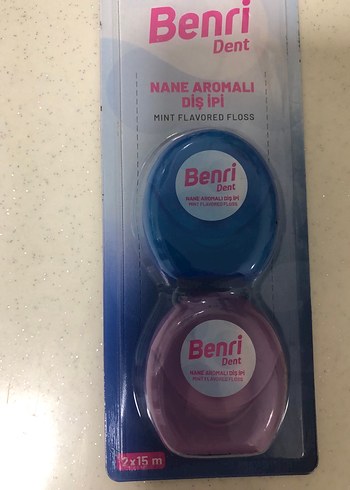 Benri
Dent
NANE AROMALI
DİŞ İPİ
MINT FLAVORED FLOSS
Benri
Dent
NANE AROMALI DİŞ İPİ
MINT FLAVORED FLOSS
Benri
Dent
NANE AROMALI DİŞ İPİ
MINT FLAVORED FLOSS
2x15 m